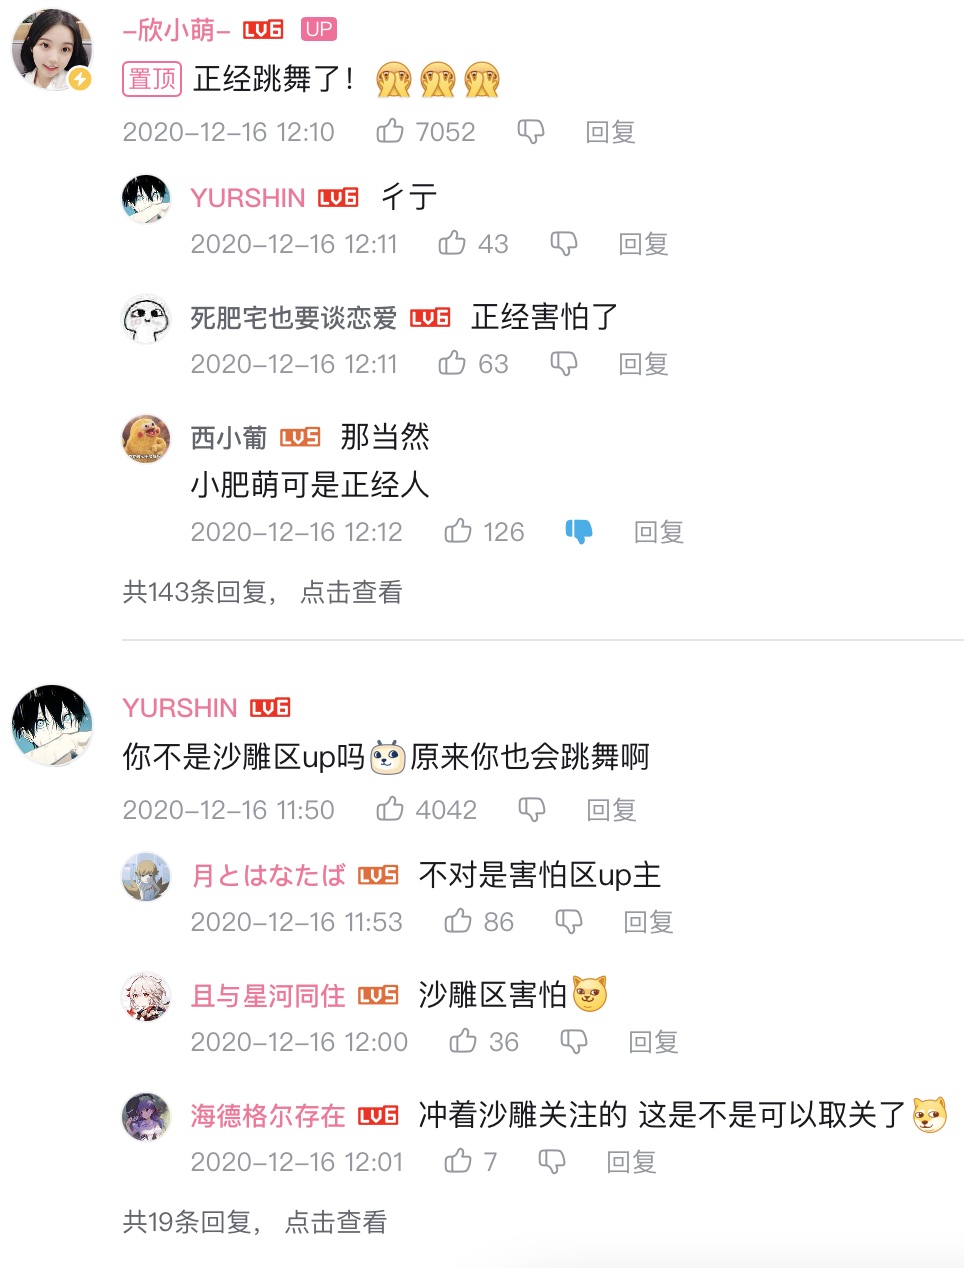 -欣小萌- LV6 UP
置顶 正经跳舞了！
2020-12-16 12:10 7052 回复
YURSHIN LV6 彳亍
2020-12-16 12:11 43 回复
死肥宅也要谈恋爱 LV6 正经害怕了
2020-12-16 12:11 63 回复
西小葡 LV5 那当然
小肥萌可是正经人
2020-12-16 12:12 126 回复
共143条回复， 点击查看
YURSHIN LV6
你不是沙雕区up吗原来你也会跳舞啊
2020-12-16 11:50 4042 回复
月とはなたば LV5 不对是害怕区up主
2020-12-16 11:53 86 回复
且与星河同住 LV5 沙雕区害怕
2020-12-16 12:00 36 回复
海德格尔存在 LV6 冲着沙雕关注的 这是不是可以取关了
2020-12-16 12:01 7 回复
共19条回复， 点击查看